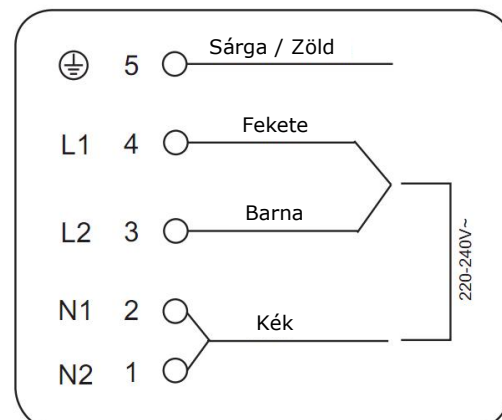 5 Sárga / Zöld
L1 4 Fekete
L2 3 Barna
220-240V~
N1 2
Kék
N2 1